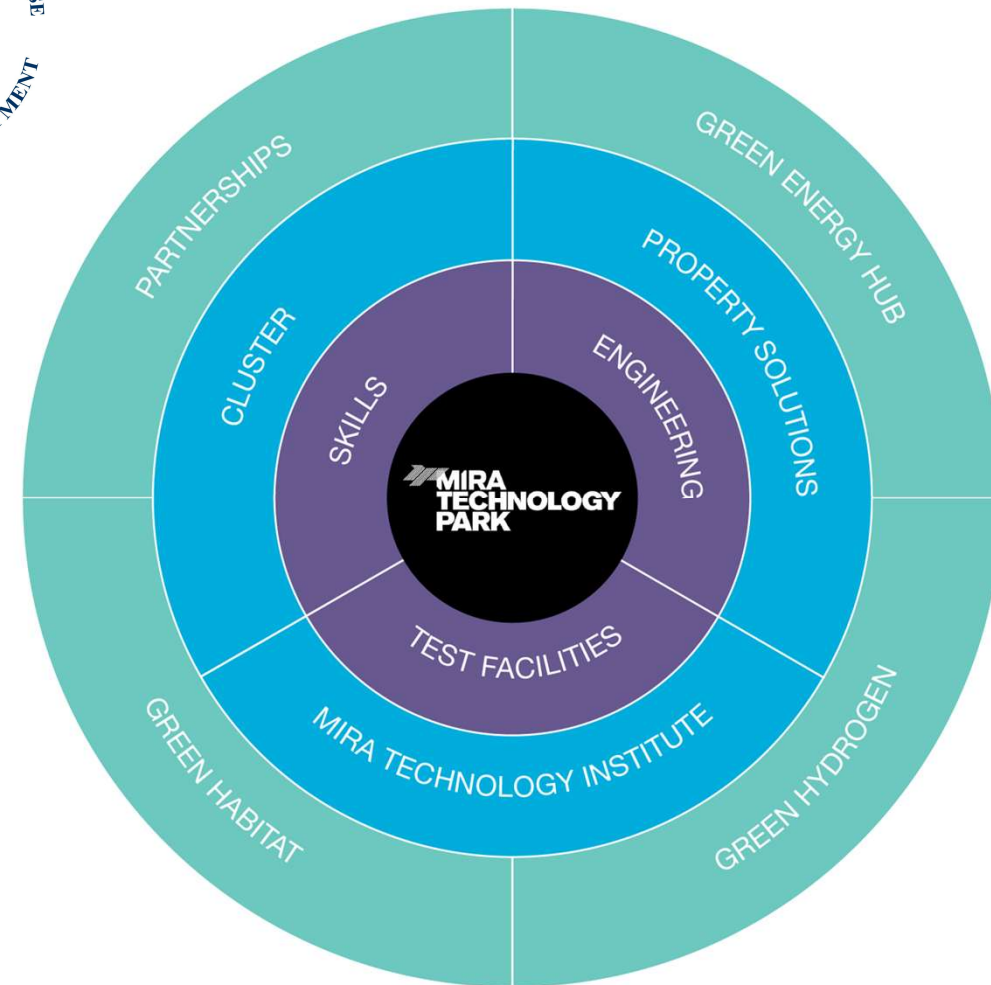 PARTNERSHIPS
GREEN ENERGY HUB
CLUSTER
PROPERTY SOLUTIONS
SKILLS
ENGINEERING
MIRA
TECHNOLOGY
PARK
TEST FACILITIES
MIRA TECHNOLOGY INSTITUTE
GREEN HABITAT
GREEN HYDROGEN